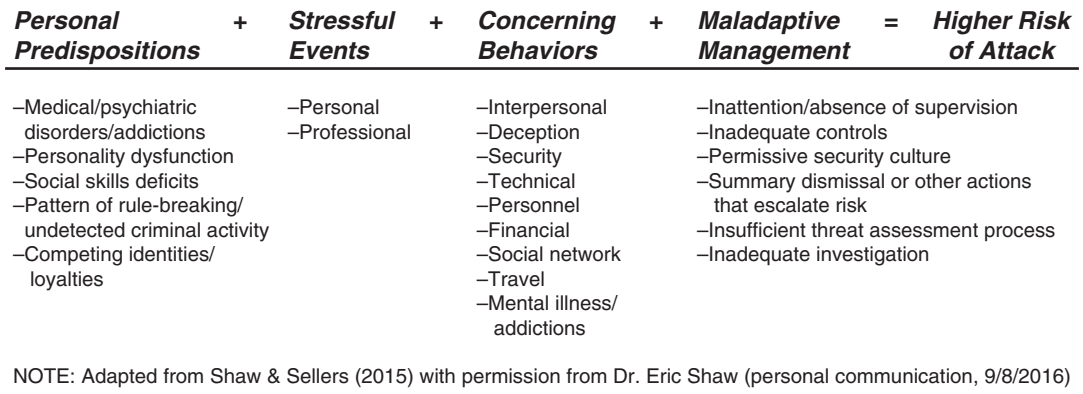 Personal + Stressful + Concerning + Maladaptive = Higher Risk
Predispositions Events Behaviors Management of Attack
–Medical/psychiatric
disorders/addictions
–Personality dysfunction
–Social skills deficits
–Pattern of rule-breaking/
undetected criminal activity
–Competing identities/
loyalties
–Personal
–Professional
–Interpersonal
–Deception
–Security
–Technical
–Personnel
–Financial
–Social network
–Travel
–Mental illness/
addictions
–Inattention/absence of supervision
–Inadequate controls
–Permissive security culture
–Summary dismissal or other actions
that escalate risk
–Insufficient threat assessment process
–Inadequate investigation
NOTE: Adapted from Shaw & Sellers (2015) with permission from Dr. Eric Shaw (personal communication, 9/8/2016)